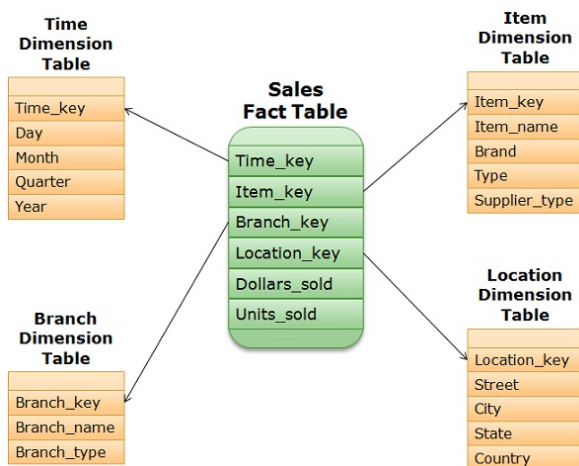 Time
Dimension
Table
Time_key
Day
Month
Quarter
Year
Sales
Fact Table
Time_key
Item_key
Branch_key
Location_key
Dollars_sold
Units_sold
Item
Dimension
Table
Item_key
Item_name
Brand
Type
Supplier_type
Branch
Dimension
Table
Branch_key
Branch_name
Branch_type
Location
Dimension
Table
Location_key
Street
City
State
Country